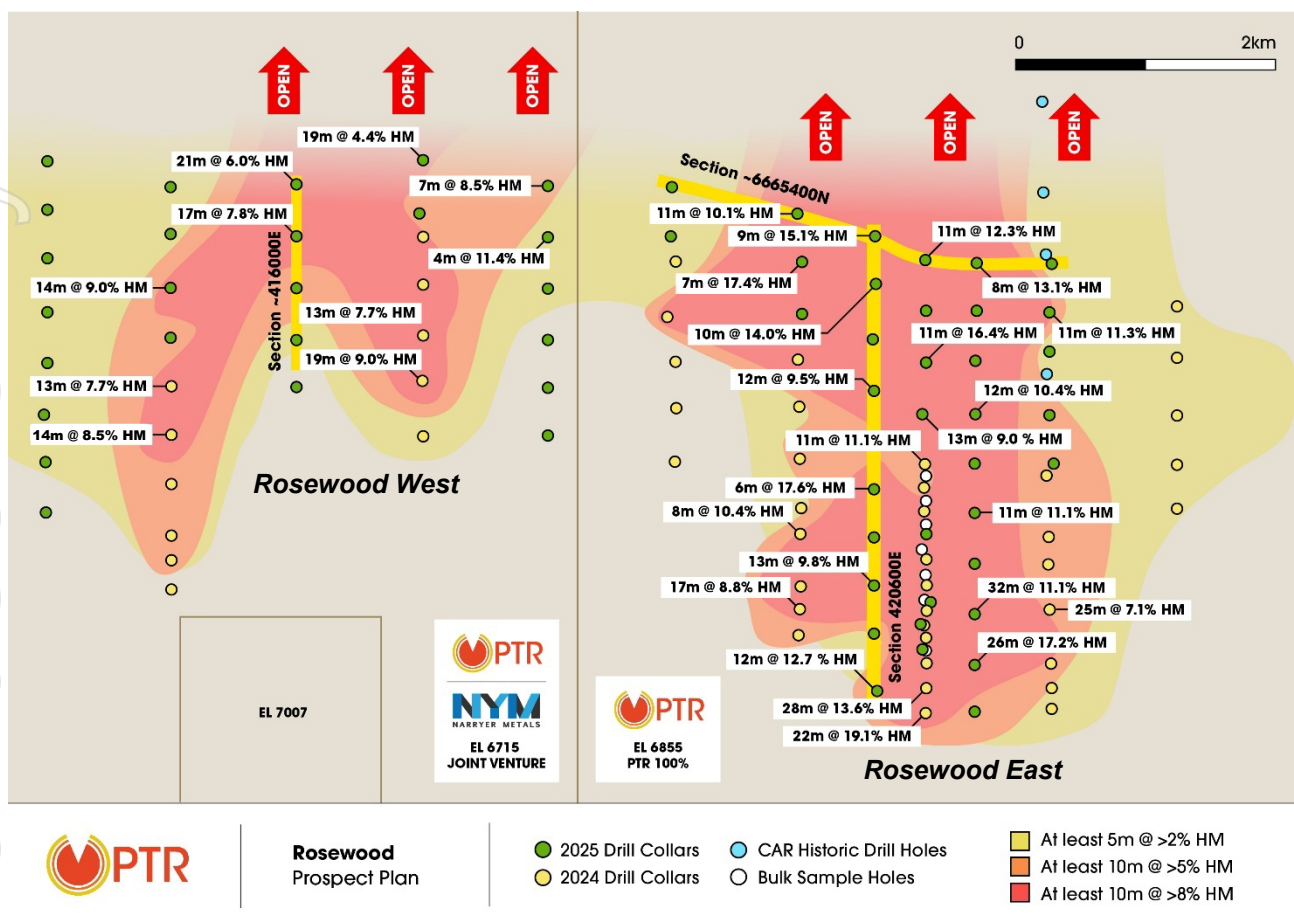 0
2km
OPEN
OPEN
OPEN
OPEN
OPEN
OPEN
19m @ 4.4% HM
21m @ 6.0% HM
7m @ 8.5% HM
17m @ 7.8% HM
4m @ 11.4% HM
Section ~416000E
14m @ 9.0% HM
13m @ 7.7% HM
19m @ 9.0% HM
13m @ 7.7% HM
14m @ 8.5% HM
Rosewood West
Section ~6665400N
11m @ 10.1% HM
9m @ 15.1% HM
11m @ 12.3% HM
7m @ 17.4% HM
8m @ 13.1% HM
10m @ 14.0% HM
11m @ 16.4% HM
11m @ 11.3% HM
12m @ 9.5% HM
12m @ 10.4% HM
11m @ 11.1% HM
13m @ 9.0 % HM
6m @ 17.6% HM
8m @ 10.4% HM
11m @ 11.1% HM
13m @ 9.8% HM
17m @ 8.8% HM
Section 420600E
32m @ 11.1% HM
25m @ 7.1% HM
26m @ 17.2% HM
12m @ 12.7 % HM
28m @ 13.6% HM
22m @ 19.1% HM
Rosewood East
EL 7007
PTR
NYM
NARRYER METALS
EL 6715
JOINT VENTURE
PTR
EL 6855
PTR 100%
PTR
Rosewood
Prospect Plan
2025 Drill Collars
2024 Drill Collars
CAR Historic Drill Holes
Bulk Sample Holes
At least 5m @ >2% HM
At least 10m @ >5% HM
At least 10m @ >8% HM